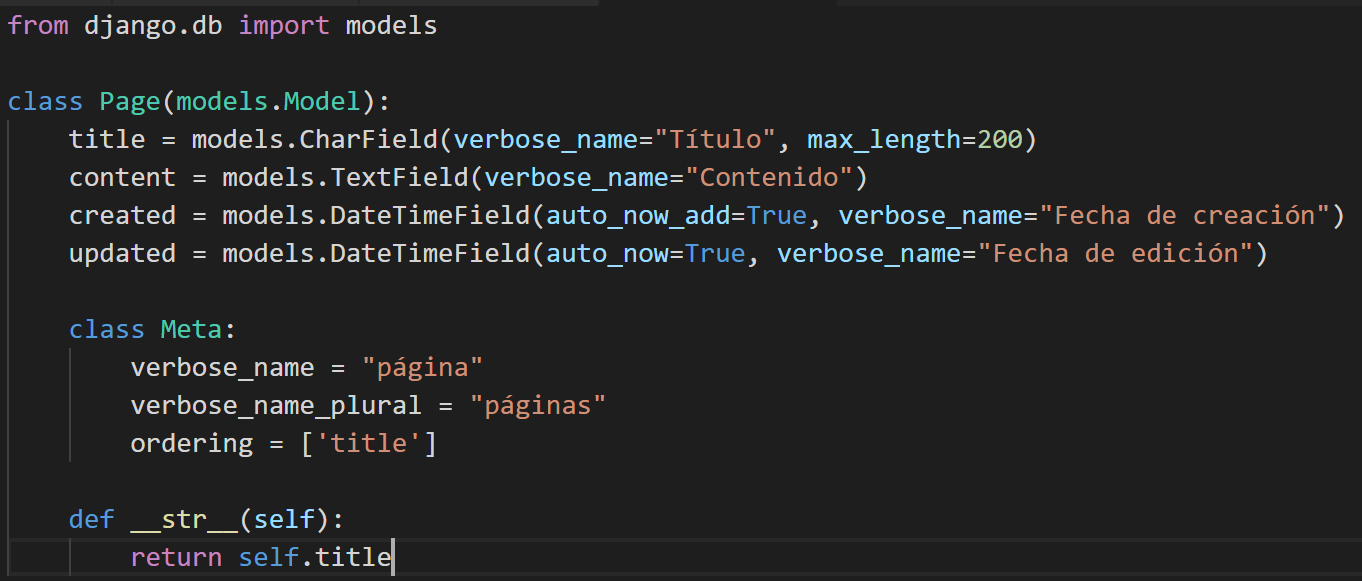 from django.db import models
class Page(models.Model):
title = models.CharField(verbose_name="Título", max_length=200)
content = models.TextField(verbose_name="Contenido")
created = models.DateTimeField(auto_now_add=True, verbose_name="Fecha de creación")
updated = models.DateTimeField(auto_now=True, verbose_name="Fecha de edición")
class Meta:
verbose_name = "página"
verbose_name_plural = "páginas"
ordering = ['title']
def __str__(self):
return self.title